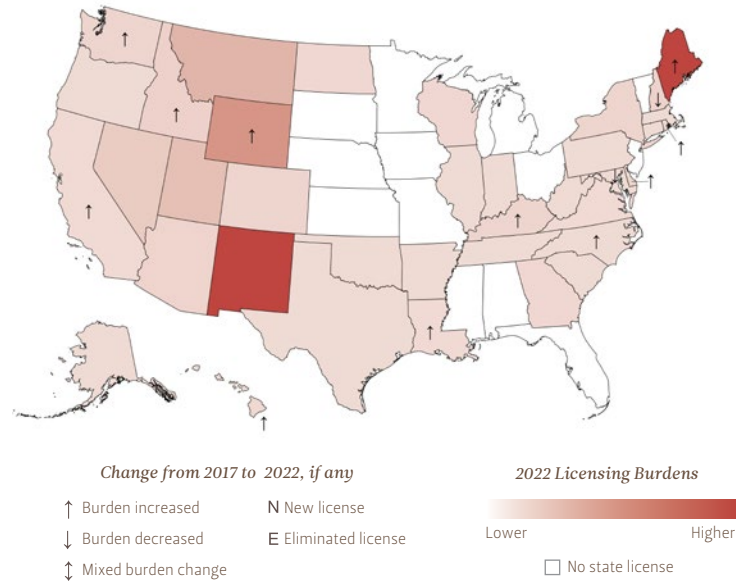 Change from 2017 to 2022, if any
↑ Burden increased
↓ Burden decreased
↕ Mixed burden change
N New license
E Eliminated license
2022 Licensing Burdens
Lower Higher
No state license